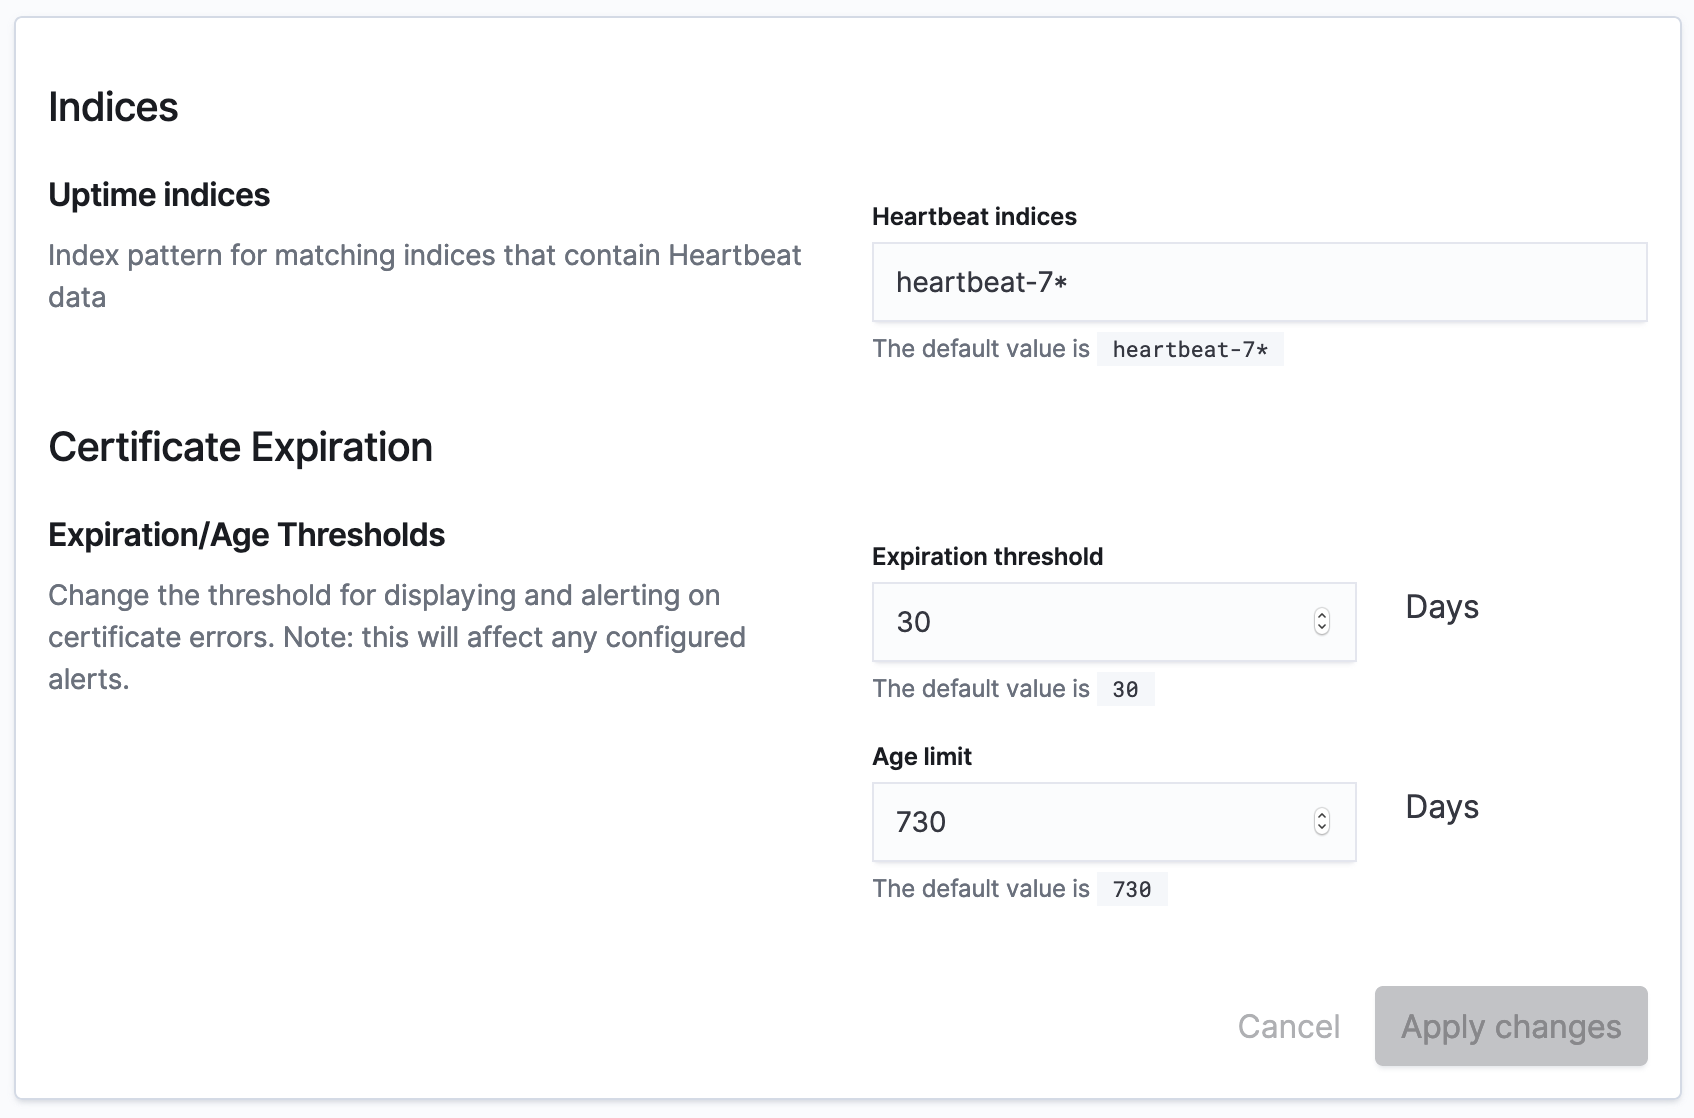 Indices
Uptime indices
Index pattern for matching indices that contain Heartbeat
data
Heartbeat indices
heartbeat-7*
The default value is heartbeat-7*
Certificate Expiration
Expiration/Age Thresholds
Change the threshold for displaying and alerting on
certificate errors. Note: this will affect any configured
alerts.
Expiration threshold
30
Days
The default value is 30
Age limit
730
Days
The default value is 730
Cancel
Apply changes